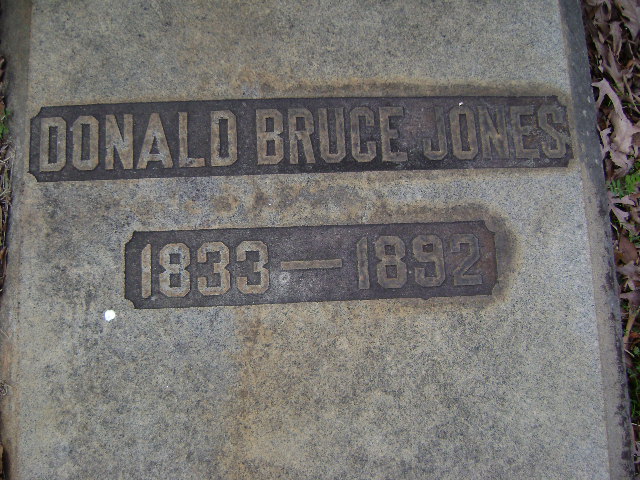 DONALD BRUCE JONES
1833 — 1892